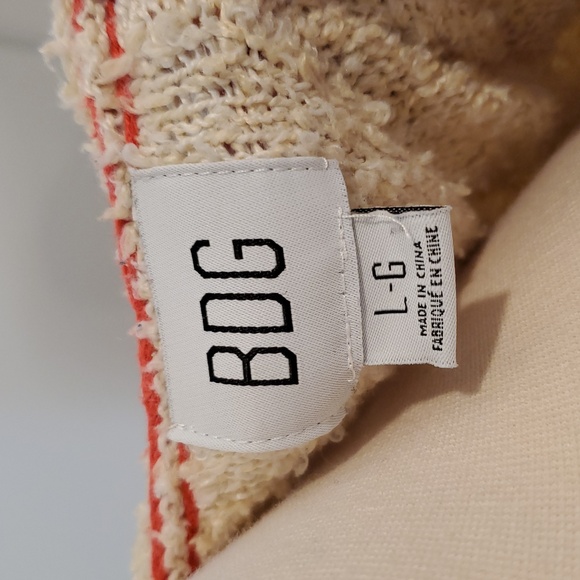 BDG
L-G
MADE IN CHINA
FABRIQUÉ EN CHINE